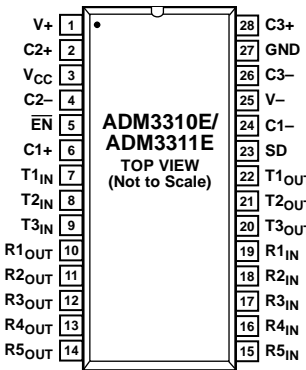 V+ 1
C2+ 2
VCC 3
C2– 4
EN 5
C1+ 6
T1IN 7
T2IN 8
T3IN 9
R1OUT 10
R2OUT 11
R3OUT 12
R4OUT 13
R5OUT 14
ADM3310E/
ADM3311E
TOP VIEW
(Not to Scale)
28 C3+
27 GND
26 C3–
25 V–
24 C1–
23 SD
22 T1OUT
21 T2OUT
20 T3OUT
19 R1IN
18 R2IN
17 R3IN
16 R4IN
15 R5IN